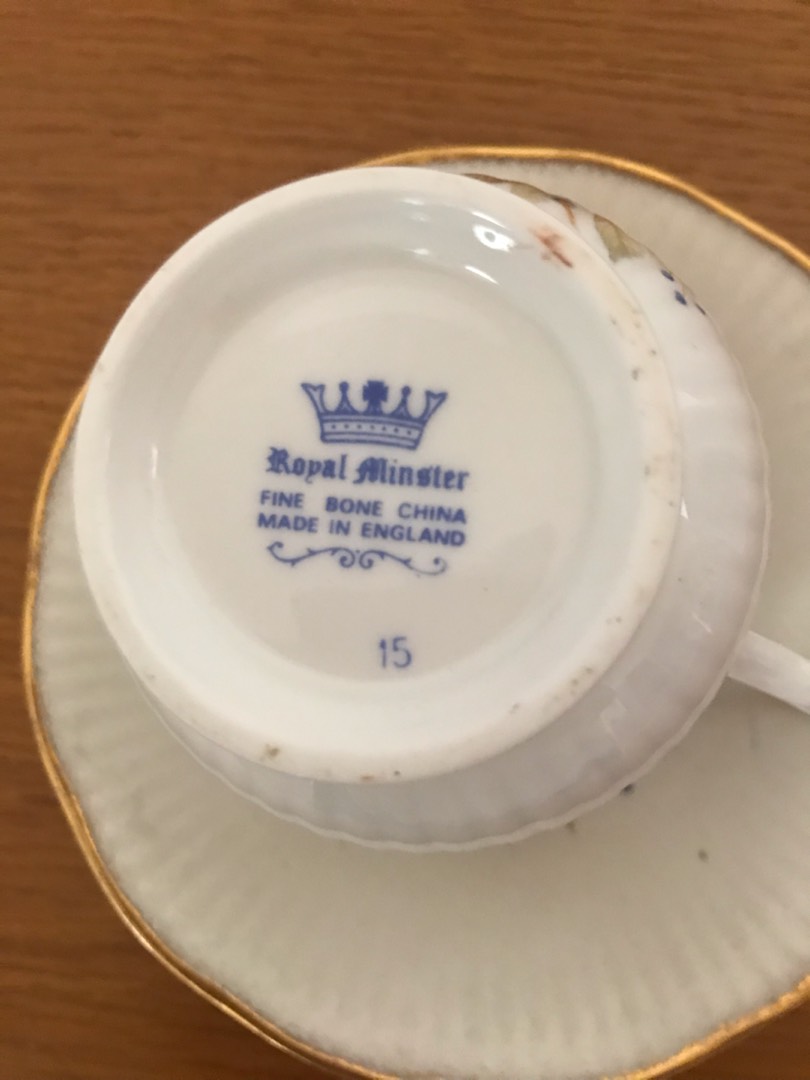 Royal Minster
FINE BONE CHINA
MADE IN ENGLAND
15